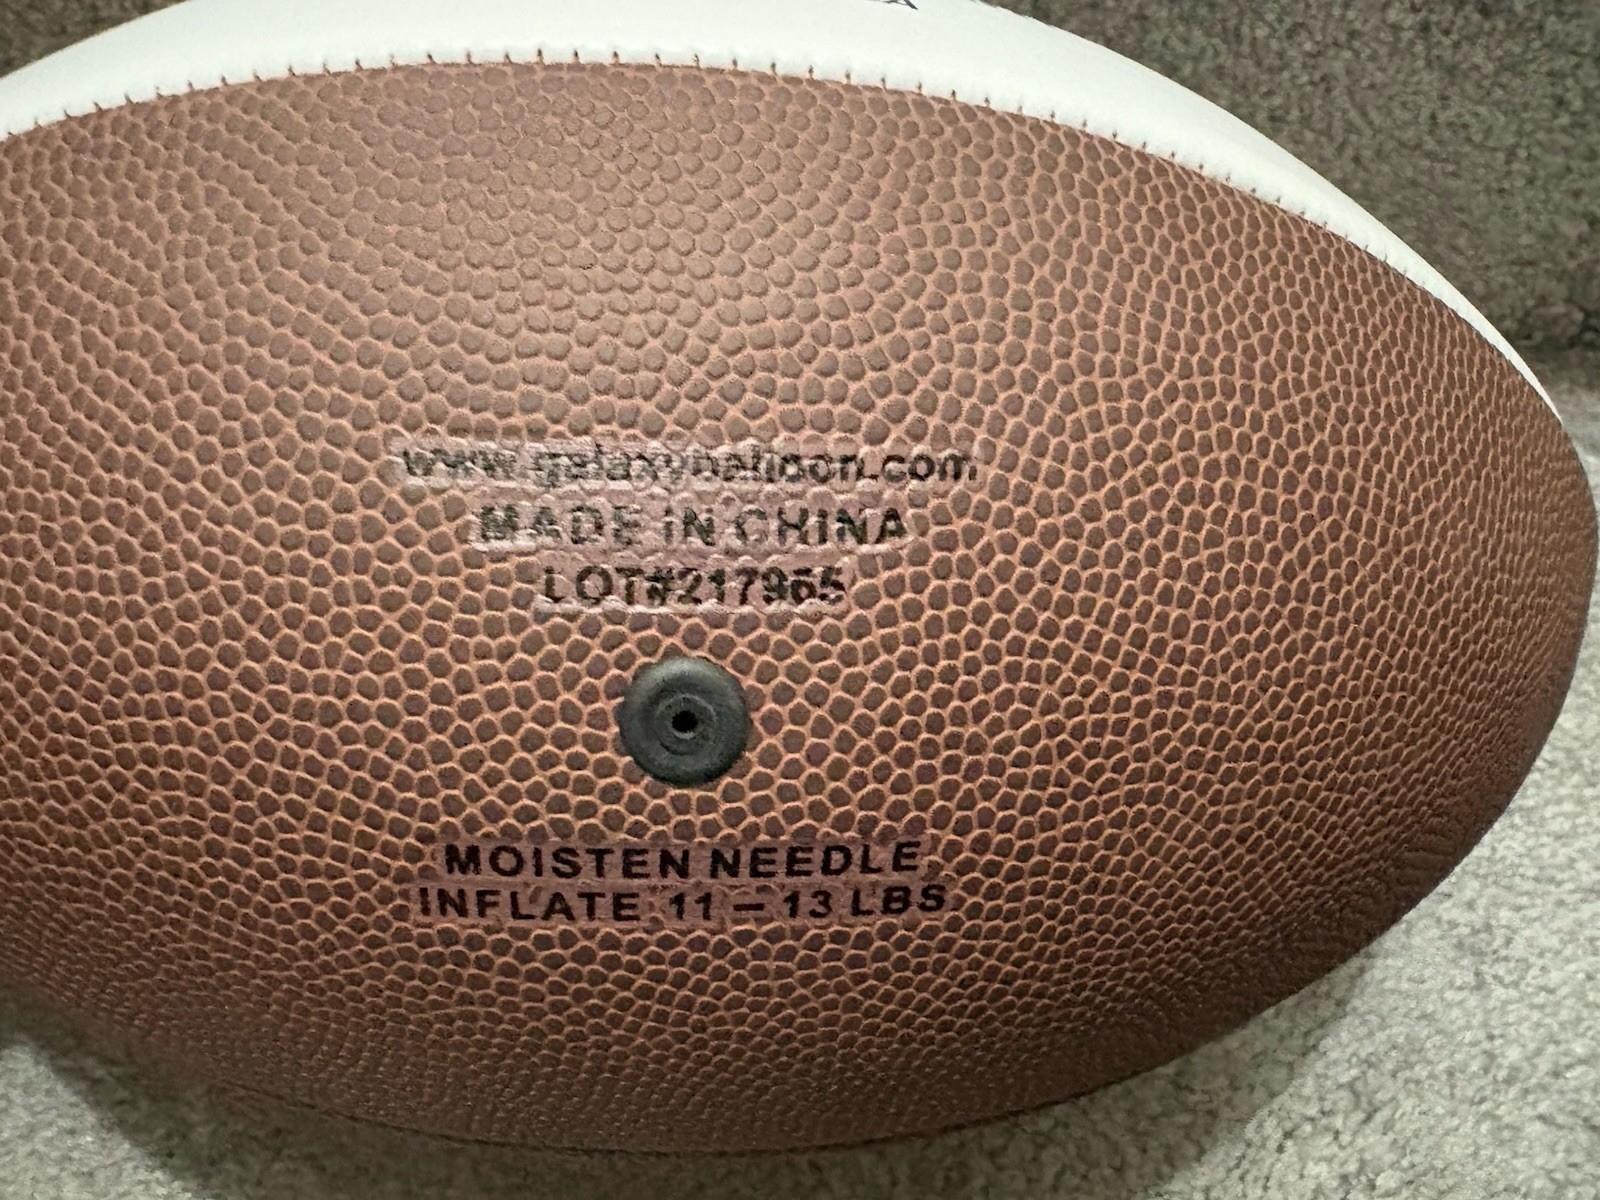 www.galaxyballoon.com
MADE IN CHINA
LOT#217965
MOISTEN NEEDLE
INFLATE 11 – 13 LBS.